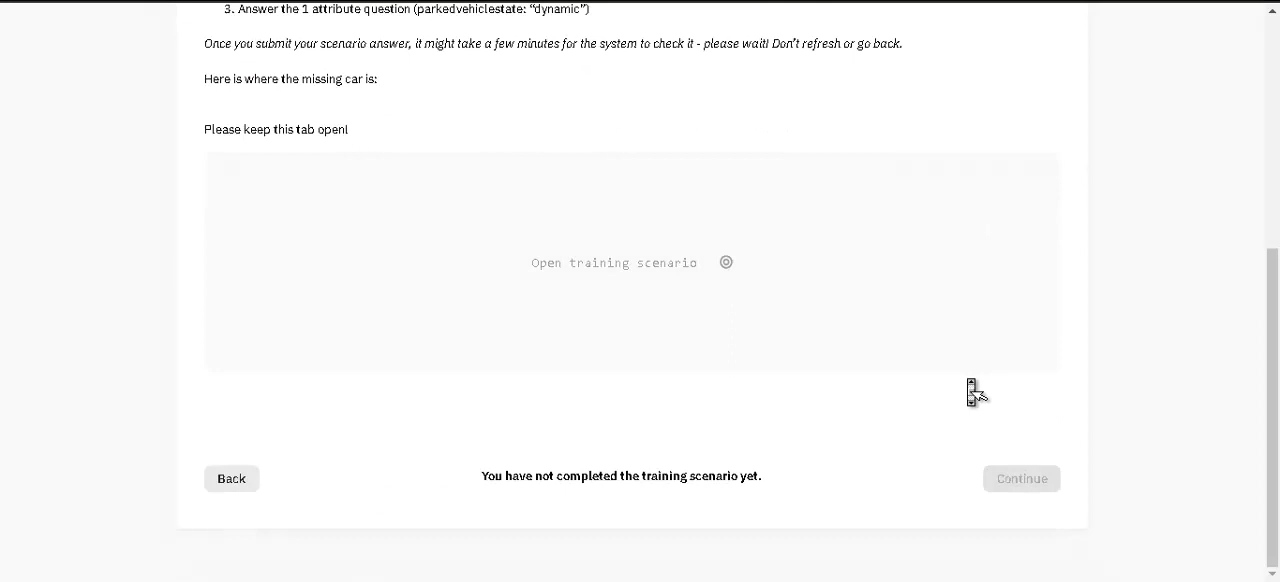 3. Answer the 1 attribute question (parkedvehiclestate: “dynamic”)
Once you submit your scenario answer, it might take a few minutes for the system to check it - please wait! Don’t refresh or go back.
Here is where the missing car is:
Please keep this tab open!
Open training scenario
Back
You have not completed the training scenario yet.
Continue